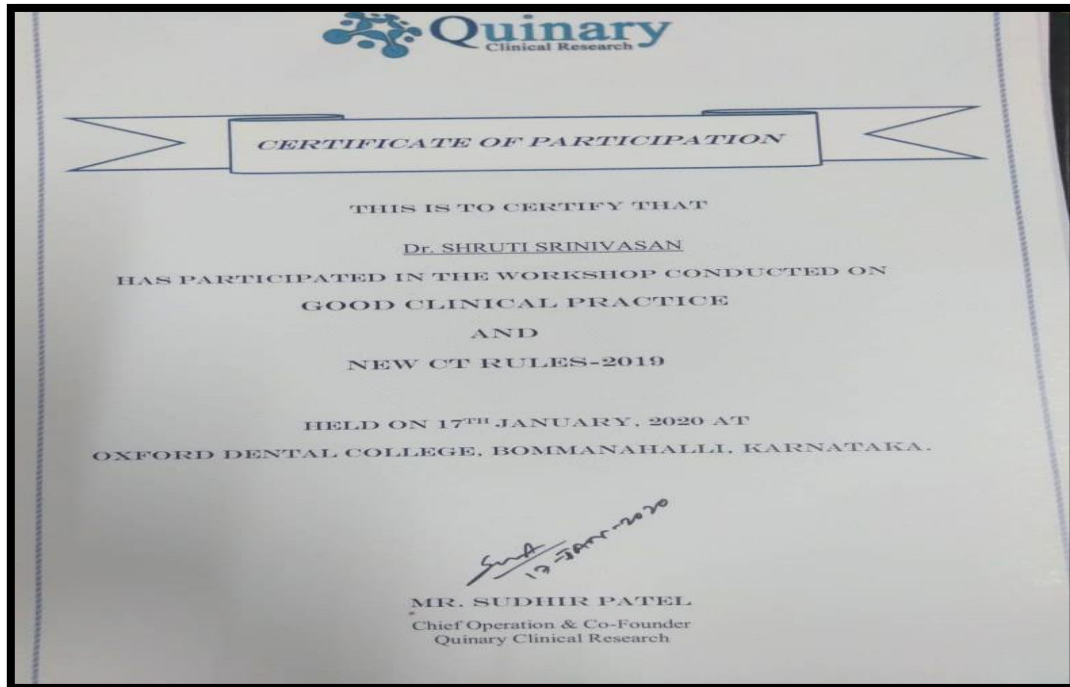 Quinary
Clinical Research
CERTIFICATE OF PARTICIPATION
THIS IS TO CERTIFY THAT
Dr. SHRUTI SRINIVASAN
HAS PARTICIPATED IN THE WORKSHOP CONDUCTED ON
GOOD CLINICAL PRACTICE
AND
NEW CT RULES-2019
HELD ON 17TH JANUARY, 2020 AT
OXFORD DENTAL COLLEGE, BOMMANAHALLI, KARNATAKA.
17-JAN-2020
MR. SUDHIR PATEL
Chief Operation & Co-Founder
Quinary Clinical Research